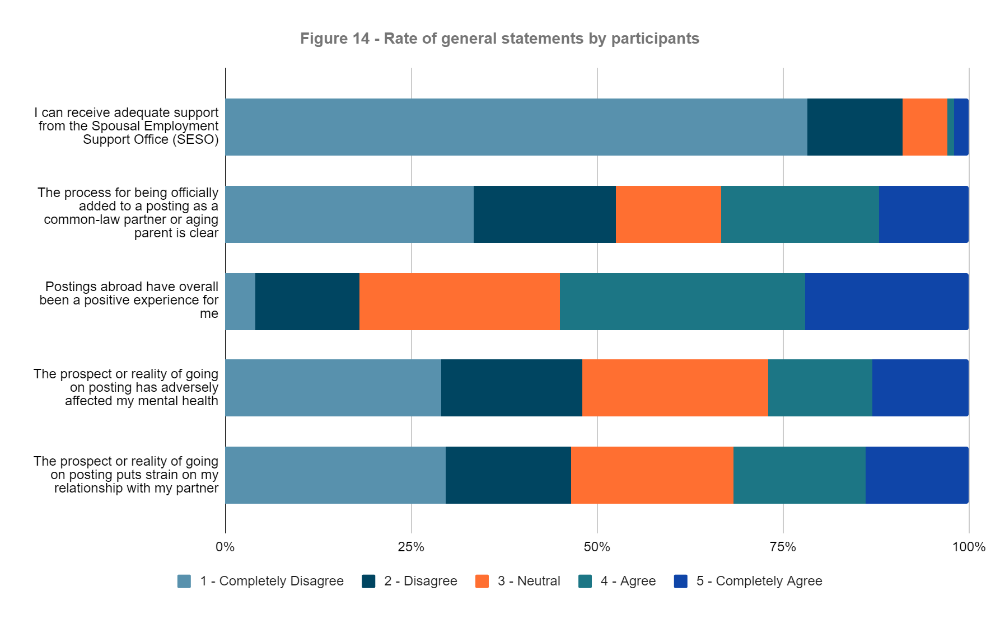 Figure 14 - Rate of general statements by participants
I can receive adequate support
from the Spousal Employment
Support Office (SESO)
The process for being officially
added to a posting as a
common-law partner or aging
parent is clear
Postings abroad have overall
been a positive experience for
me
The prospect or reality of going
on posting has adversely
affected my mental health
The prospect or reality of going
on posting puts strain on my
relationship with my partner
0% 25% 50% 75% 100%
1 - Completely Disagree 2 - Disagree 3 - Neutral 4 - Agree 5 - Completely Agree